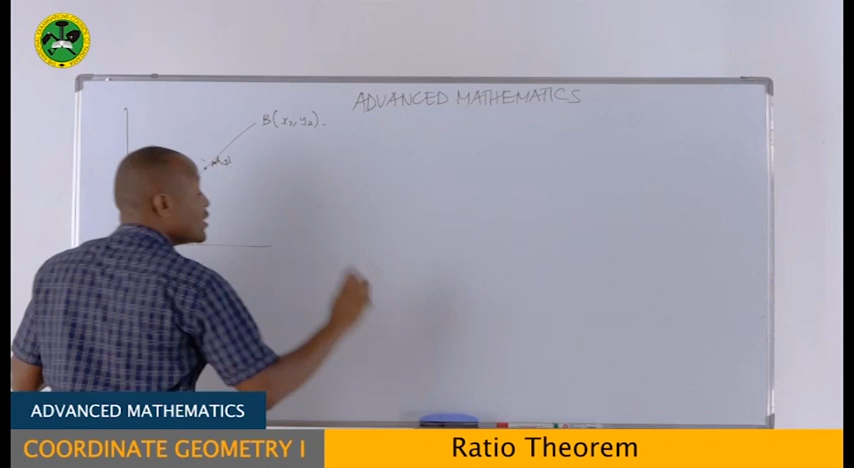 ADVANCED MATHEMATICS
B(x₂, y₂)
ADVANCED MATHEMATICS
COORDINATE GEOMETRY I
Ratio Theorem